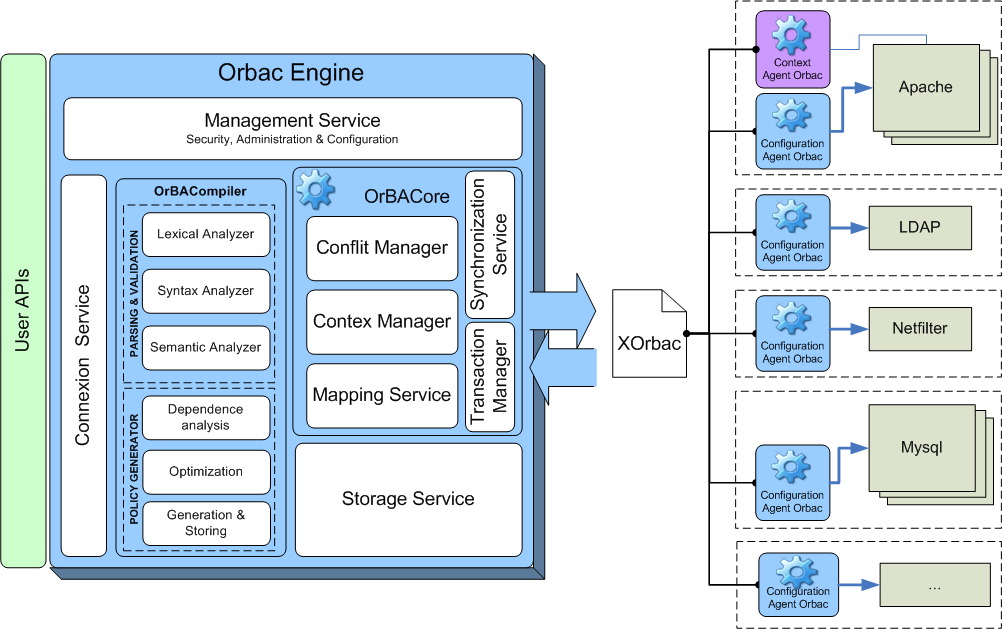 User APIs
Orbac Engine
Management Service
Security, Administration & Configuration
Connexion Service
OrBACompiler
PARSING & VALIDATION
Lexical Analyzer
Syntax Analyzer
Semantic Analyzer
POLICY GENERATOR
Dependence
analysis
Optimization
Generation &
Storing
OrBACore
Conflit Manager
Contex Manager
Mapping Service
Synchronization
Service
Transaction
Manager
Storage Service
XOrbac
Context
Agent Orbac
Configuration
Agent Orbac
Apache
Configuration
Agent Orbac
LDAP
Configuration
Agent Orbac
Netfilter
Configuration
Agent Orbac
Mysql
Configuration
Agent Orbac
...